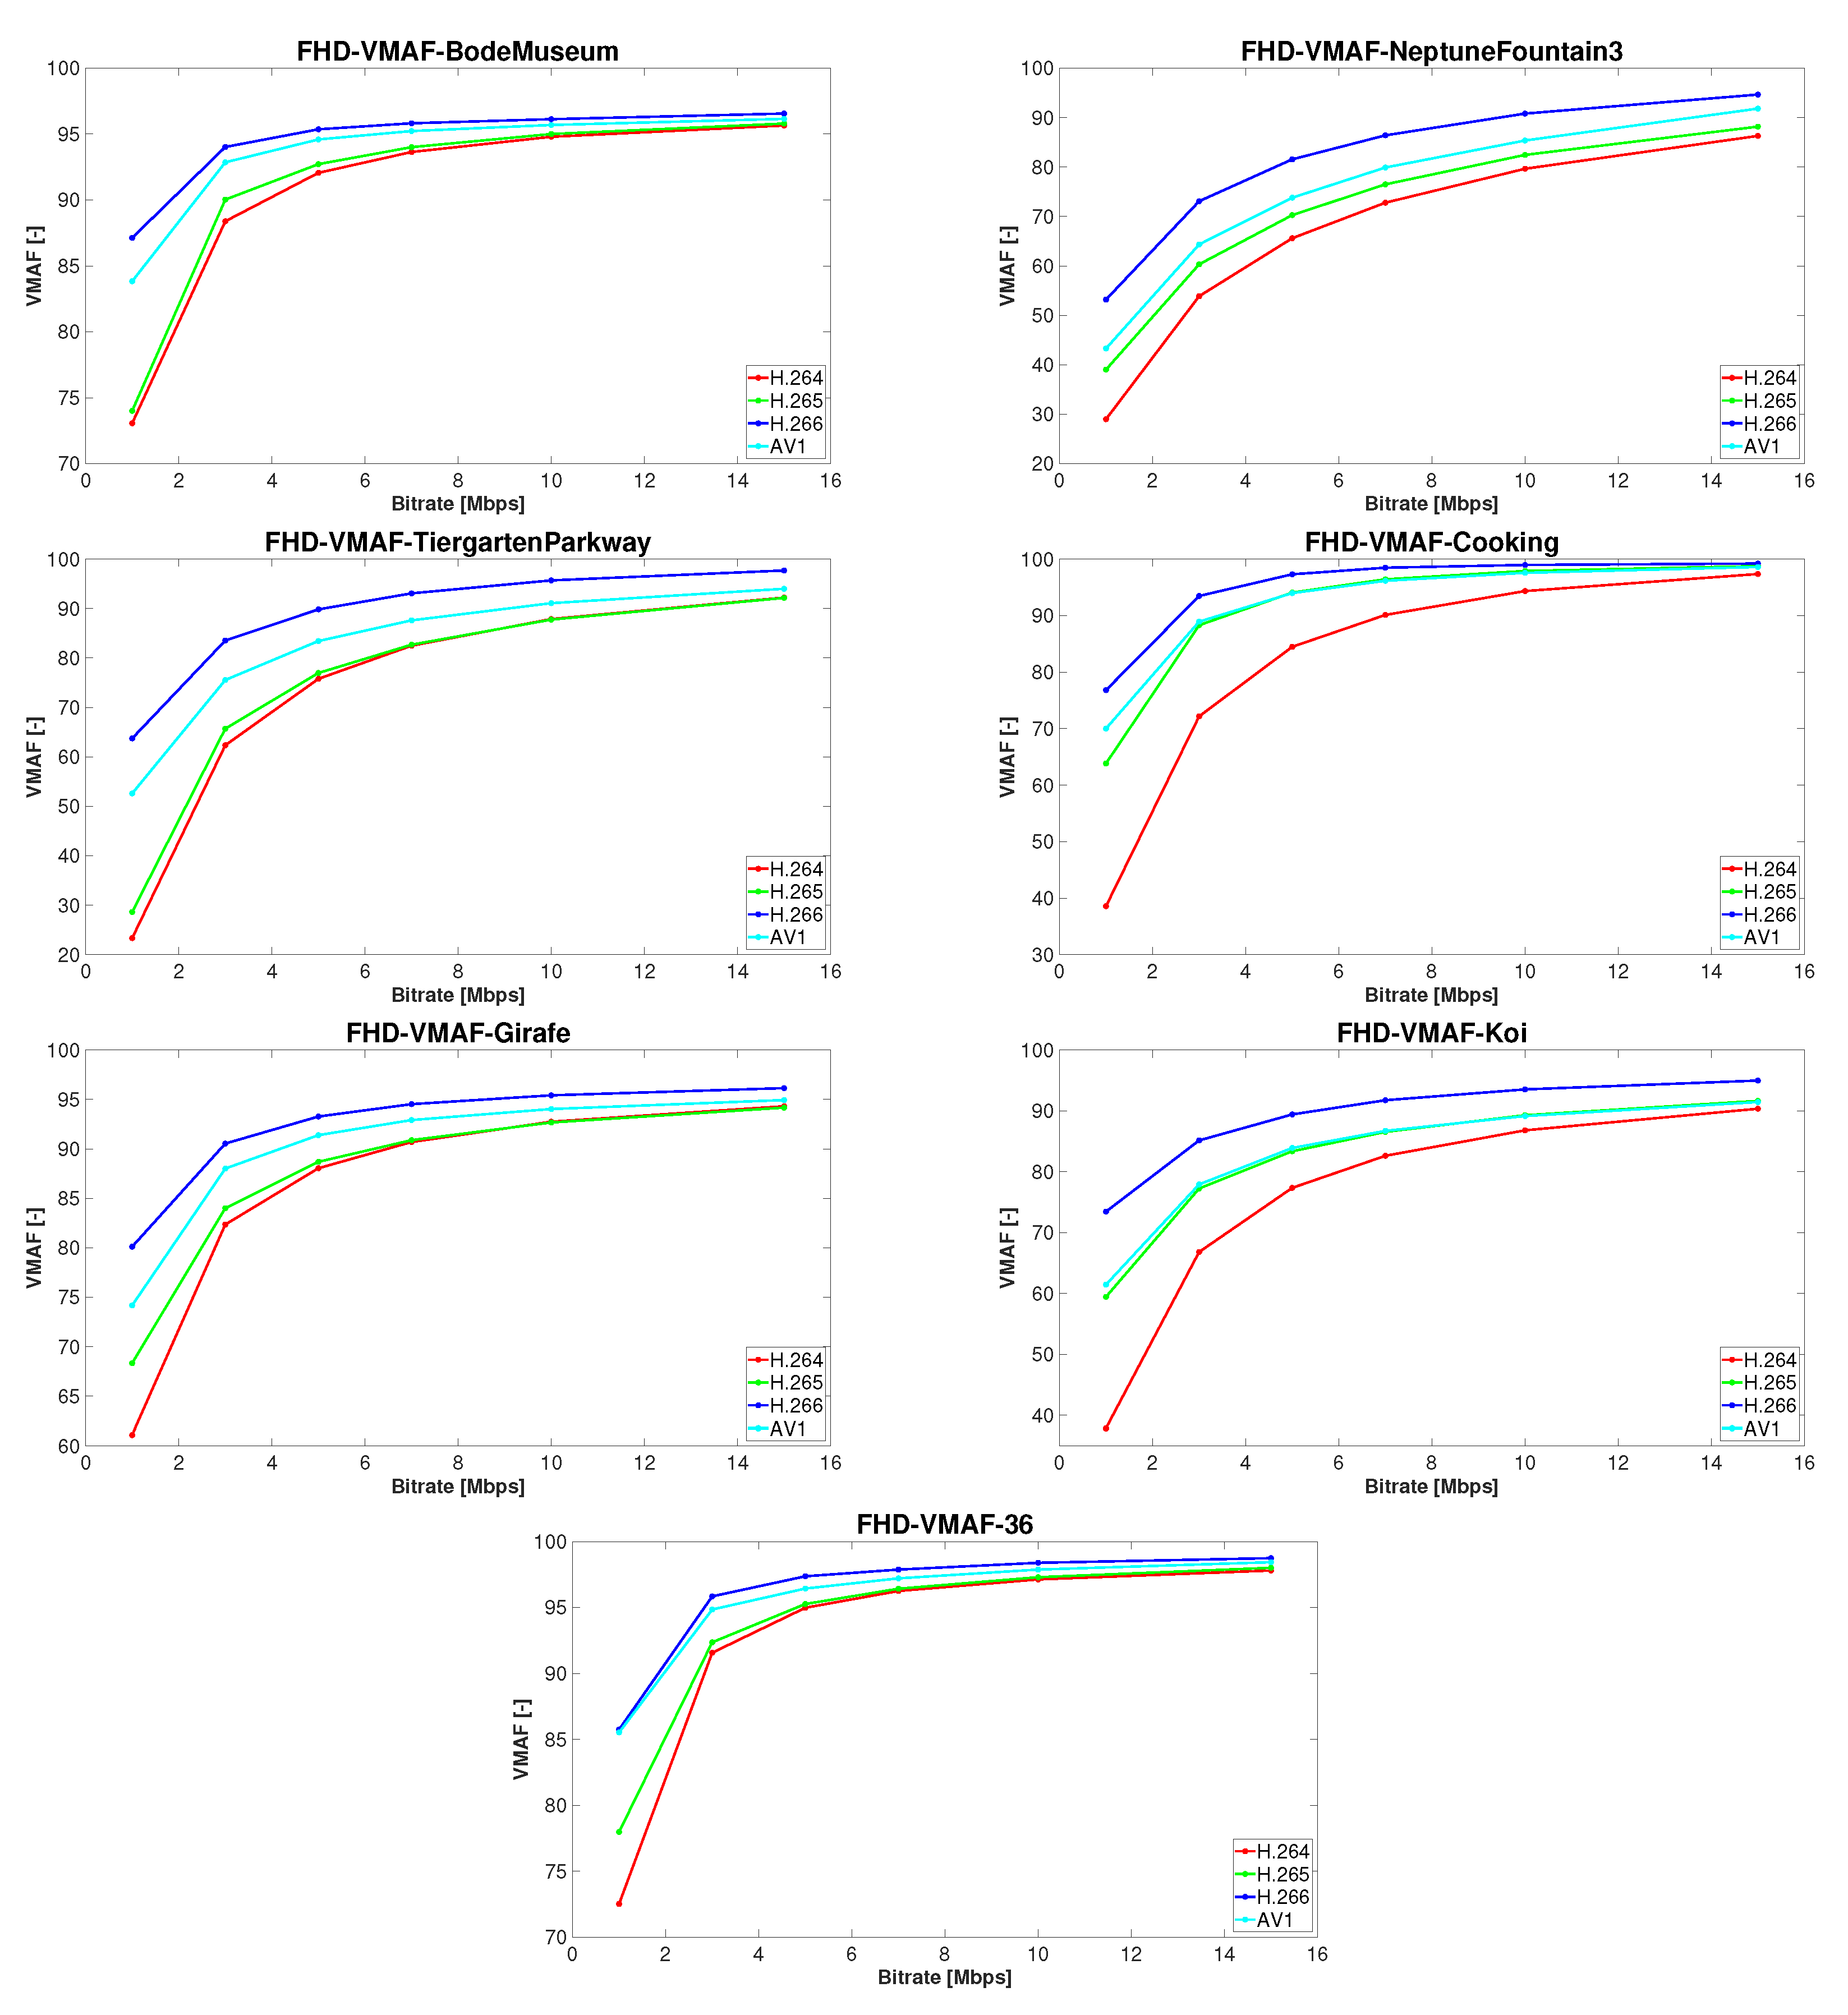 FHD-VMAF-BodeMuseum
100
95
90
85
80
75
70
VMAF [-]
0 2 4 6 8 10 12 14 16
Bitrate [Mbps]
H.264
H.265
H.266
AV1
FHD-VMAF-NeptuneFountain3
100
90
80
70
60
50
40
30
20
VMAF [-]
0 2 4 6 8 10 12 14 16
Bitrate [Mbps]
H.264
H.265
H.266
AV1
FHD-VMAF-TiergartenParkway
100
90
80
70
60
50
40
30
20
VMAF [-]
0 2 4 6 8 10 12 14 16
Bitrate [Mbps]
H.264
H.265
H.266
AV1
FHD-VMAF-Cooking
100
90
80
70
60
50
40
30
VMAF [-]
0 2 4 6 8 10 12 14 16
Bitrate [Mbps]
H.264
H.265
H.266
AV1
FHD-VMAF-Girafe
100
95
90
85
80
75
70
65
60
VMAF [-]
0 2 4 6 8 10 12 14 16
Bitrate [Mbps]
H.264
H.265
H.266
AV1
FHD-VMAF-Koi
100
90
80
70
60
50
40
VMAF [-]
0 2 4 6 8 10 12 14 16
Bitrate [Mbps]
H.264
H.265
H.266
AV1
FHD-VMAF-36
100
95
90
85
80
75
70
VMAF [-]
0 2 4 6 8 10 12 14 16
Bitrate [Mbps]
H.264
H.265
H.266
AV1